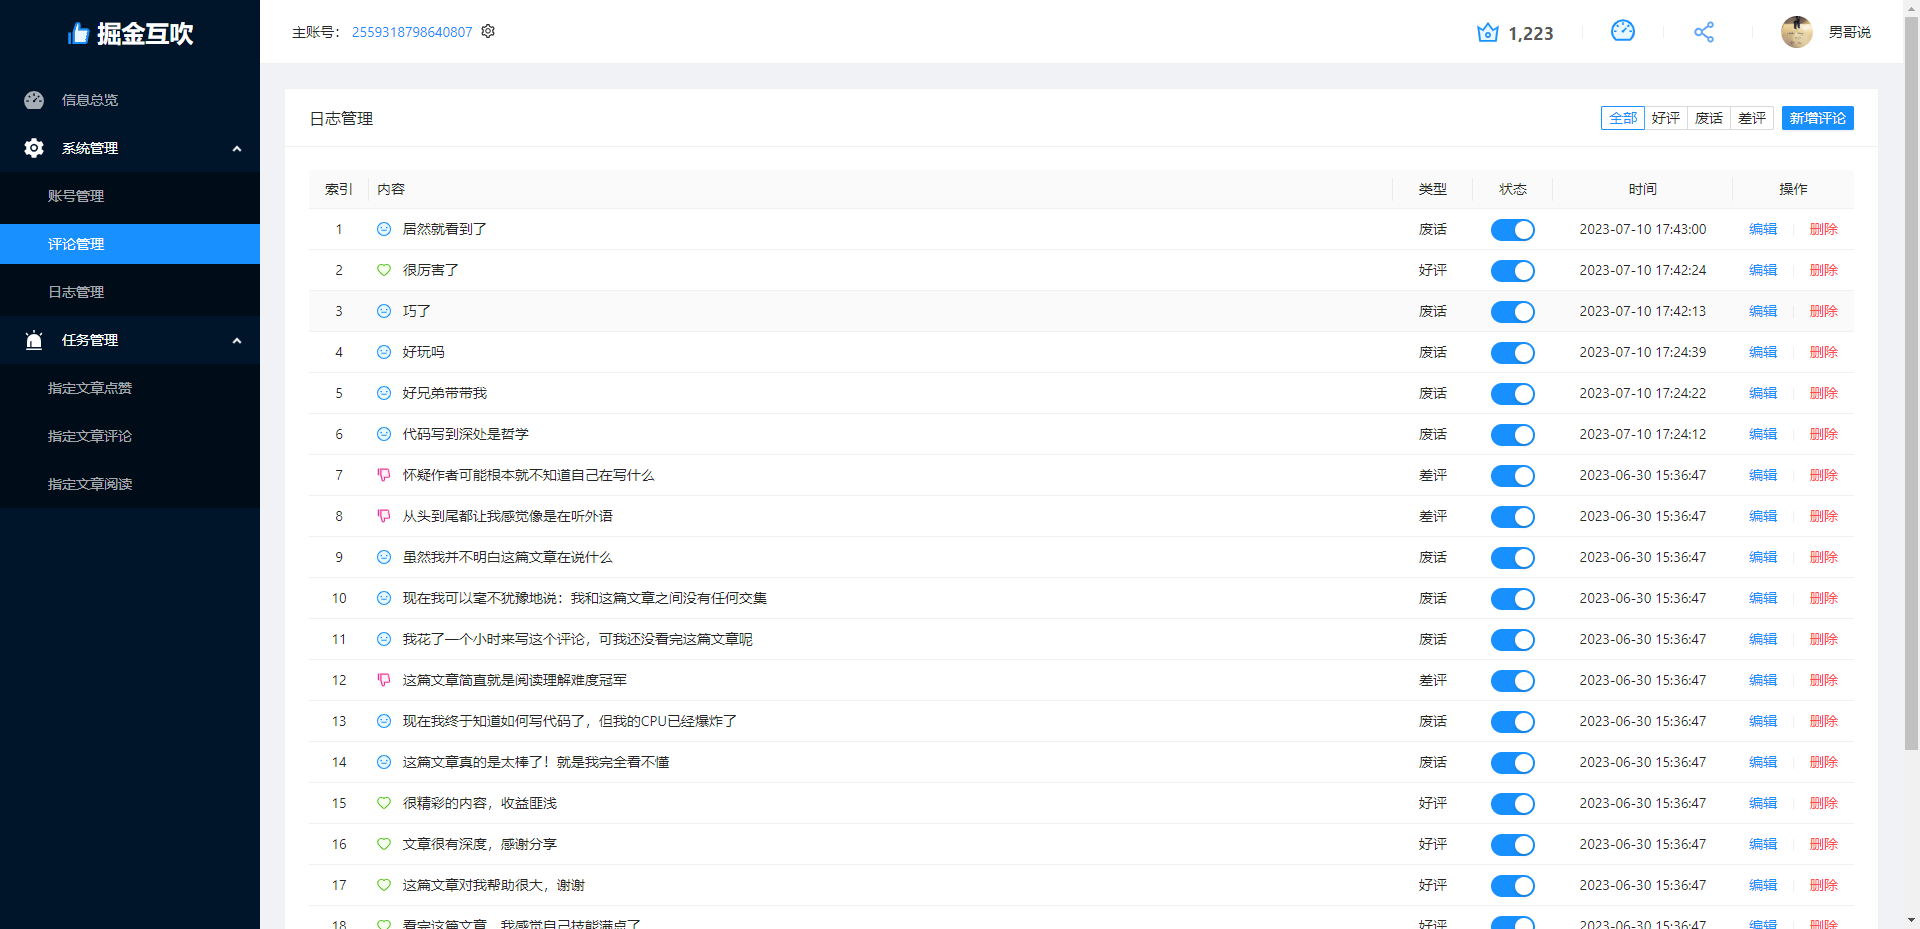 掘金互吹
主账号： 2559318798640807
1,223
男哥说
信息总览
系统管理
账号管理
评论管理
日志管理
任务管理
指定文章点赞
指定文章评论
指定文章阅读
日志管理
全部 好评 废话 差评 新增评论
索引 内容 类型 状态 时间 操作
1 居然就看到了 废话 2023-07-10 17:43:00 编辑 删除
2 很厉害了 好评 2023-07-10 17:42:24 编辑 删除
3 巧了 废话 2023-07-10 17:42:13 编辑 删除
4 好玩吗 废话 2023-07-10 17:24:39 编辑 删除
5 好兄弟带带我 废话 2023-07-10 17:24:22 编辑 删除
6 代码写到深处是哲学 废话 2023-07-10 17:24:12 编辑 删除
7 怀疑作者可能根本就不知道自己在写什么 差评 2023-06-30 15:36:47 编辑 删除
8 从头到尾都让我感觉像是在听外语 差评 2023-06-30 15:36:47 编辑 删除
9 虽然我并不明白这篇文章在说什么 废话 2023-06-30 15:36:47 编辑 删除
10 现在我可以毫不犹豫地说：我和这篇文章之间没有任何交集 废话 2023-06-30 15:36:47 编辑 删除
11 我花了一个小时来写这个评论，可我还没看完这篇文章呢 废话 2023-06-30 15:36:47 编辑 删除
12 这篇文章简直就是阅读理解难度冠军 差评 2023-06-30 15:36:47 编辑 删除
13 现在我终于知道如何写代码了，但我的CPU已经爆炸了 废话 2023-06-30 15:36:47 编辑 删除
14 这篇文章真的是太棒了！就是我完全看不懂 废话 2023-06-30 15:36:47 编辑 删除
15 很精彩的内容，收益匪浅 好评 2023-06-30 15:36:47 编辑 删除
16 文章很有深度，感谢分享 好评 2023-06-30 15:36:47 编辑 删除
17 这篇文章对我帮助很大，谢谢 好评 2023-06-30 15:36:47 编辑 删除
18 看完这篇文章，我感觉自己技能满点了 好评 2023-06-30 15:36:47 编辑 删除